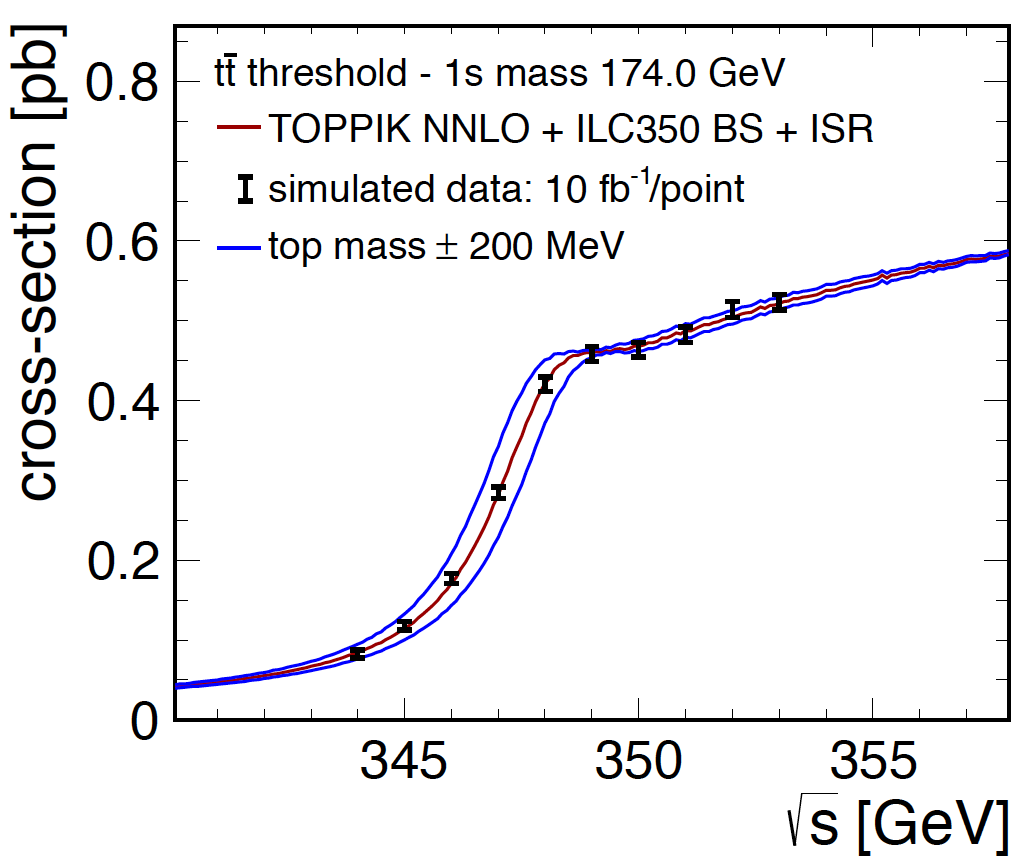 cross-section [pb]
0.8
0.6
0.4
0.2
0
tt̄ threshold - 1s mass 174.0 GeV
TOPPIK NNLO + ILC350 BS + ISR
simulated data: 10 fb⁻¹/point
top mass ± 200 MeV
345 350 355
√s [GeV]